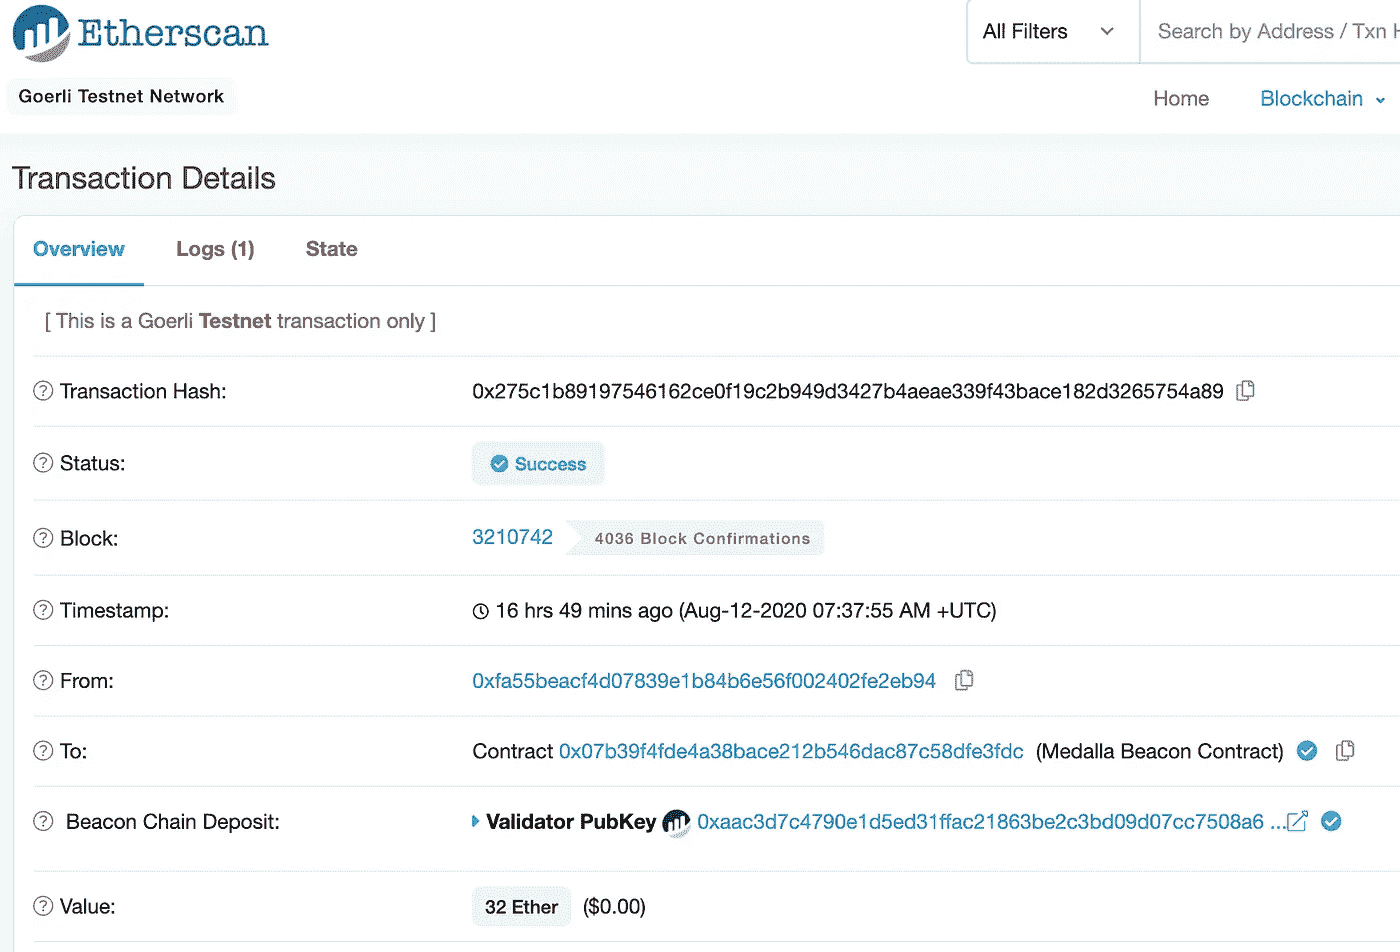 Etherscan
All Filters
Search by Address / Txn H
Goerli Testnet Network
Home
Blockchain
Transaction Details
Overview
Logs (1)
State
[ This is a Goerli Testnet transaction only ]
? Transaction Hash: 0x275c1b89197546162ce0f19c2b949d3427b4aeae339f43bace182d3265754a89
? Status: Success
? Block: 3210742 4036 Block Confirmations
? Timestamp: 16 hrs 49 mins ago (Aug-12-2020 07:37:55 AM +UTC)
? From: 0xfa55beacf4d07839e1b84b6e56f002402fe2eb94
? To: Contract 0x07b39f4fde4a38bace212b546dac87c58dfe3fdc (Medalla Beacon Contract)
? Beacon Chain Deposit: Validator PubKey 0xaac3d7c4790e1d5ed31ffac21863be2c3bd09d07cc7508a6 ...
? Value: 32 Ether ($0.00)